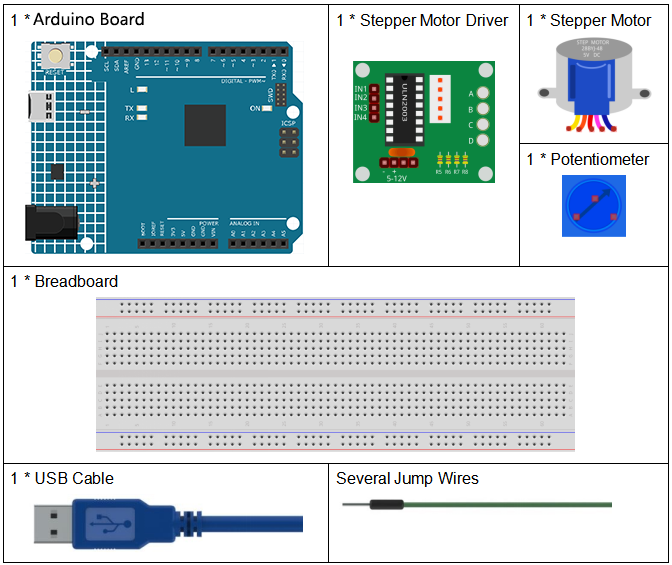 1 * Arduino Board
1 * Stepper Motor Driver
1 * Stepper Motor
RESET
SCL
SDA
AREF
GND
13
12
~11
~10
~9
8
7
~6
~5
4
~3
2
TX0▸1
RX0◂0
DIGITAL - PWM~
L
TX
RX
ON
SWD
ICSP
BOOT
IOREF
RESET
3V3
5V
GND
GND
VIN
POWER
ANALOG IN
A0
A1
A2
A3
A4
A5
IN1
IN2
IN3
IN4
ULN2003
A
B
C
D
- +
5-12V
R5 R6 R7 R8
STEP MOTOR
28BYJ-48
5V DC
1 * Potentiometer
1 * Breadboard
1 * USB Cable
Several Jump Wires